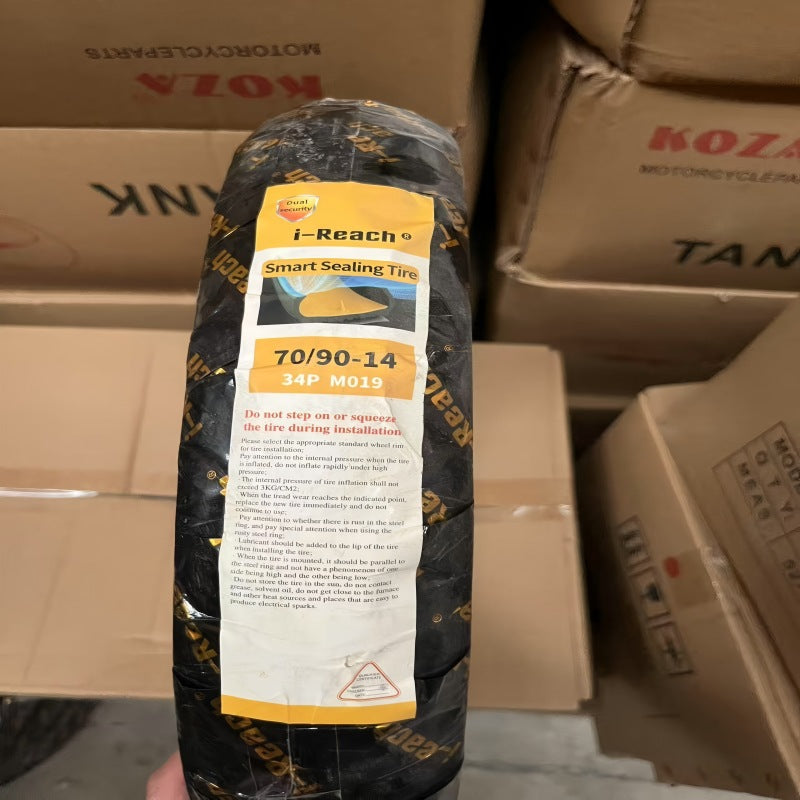 KOZA
MOTORCYCLEPARTS
TANK
KOZA
MOTORCYCLEPA
TAN
Dual
security
i-Reach®
Smart Sealing Tire
70/90-14
34P M019
Do not step on or squeeze
the tire during installation
Please select the appropriate standard wheel rim
for tire installation;
Pay attention to the internal pressure when the tire
is inflated, do not inflate rapidly under high
pressure;
·The internal pressure of tire inflation shall not
exceed 3KG/CM2;
·When the tread wear reaches the indicated point,
replace the new tire immediately and do not
continue to use;
·Pay attention to whether there is rust in the steel
ring, and pay special attention when tising the
rusty steel ring;
·Lubricant should be added to the lip of the tire
when installing the tire;
·When the tire is mounted, it should be parallel to
the steel ring and not have a phenomenon of one
side being high and the other being low;
·Do not store the tire in the sun, do not contact
grease, solvent oil, do not get close to the furnace
and other heat sources and places that are easy to
produce electrical sparks.
i-Reach
Reach
i-Reach
MOD
Q T Y
MEAS